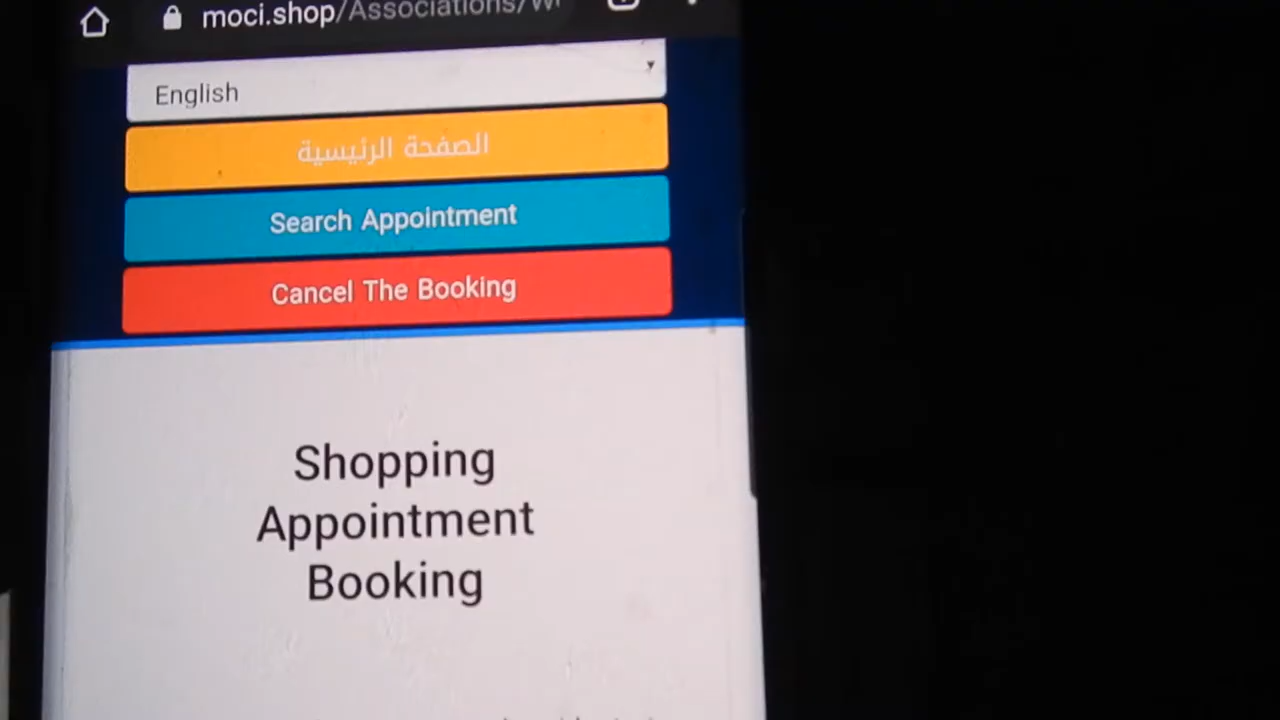 moci.shop/Associations/W
English
الصفحة الرئيسية
Search Appointment
Cancel The Booking
Shopping
Appointment
Booking